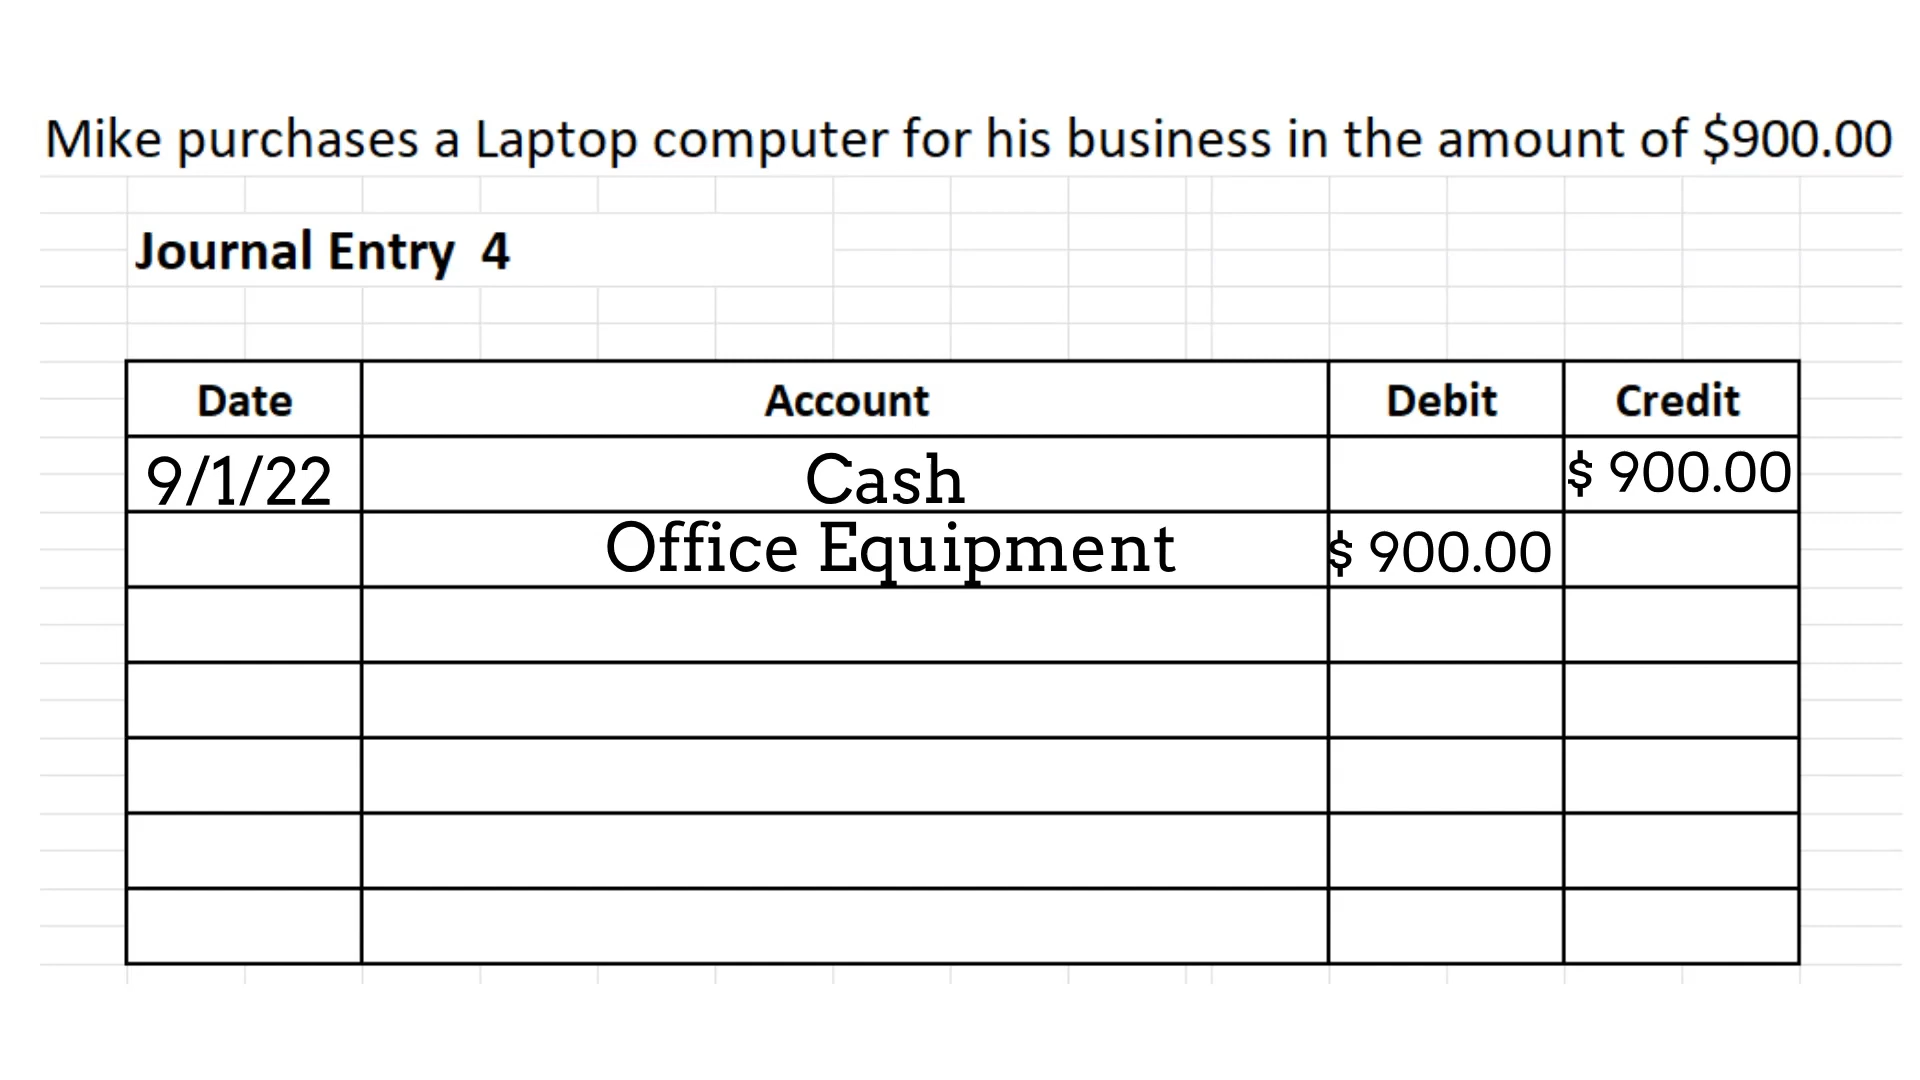 Mike purchases a Laptop computer for his business in the amount of $900.00
Journal Entry 4
Date Account Debit Credit
9/1/22 Cash $ 900.00
Office Equipment $ 900.00